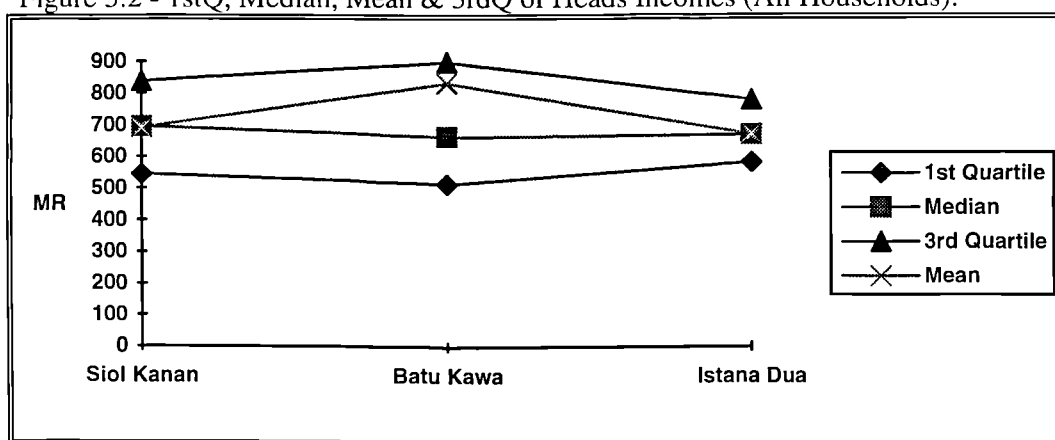 Figure 5.2 - 1stQ, Median, Mean & 3rdQ of Heads Incomes (All Households).
900
800
700
600
500
400
300
200
100
0
MR
Siol Kanan
Batu Kawa
Istana Dua
1st Quartile
Median
3rd Quartile
Mean